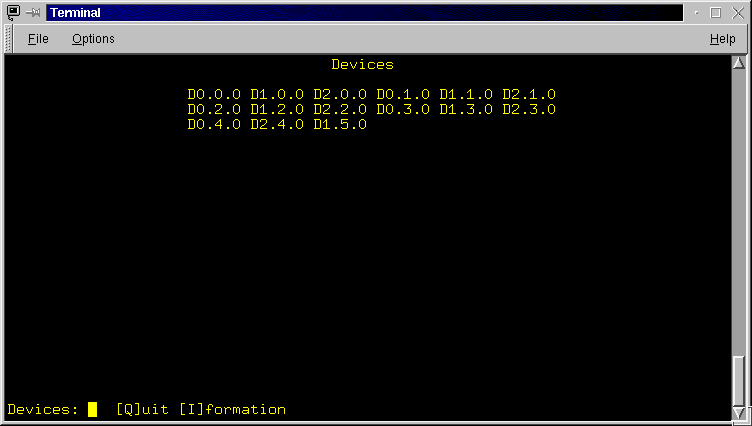 Terminal
File Options Help
Devices
D0.0.0 D1.0.0 D2.0.0 D0.1.0 D1.1.0 D2.1.0
D0.2.0 D1.2.0 D2.2.0 D0.3.0 D1.3.0 D2.3.0
D0.4.0 D2.4.0 D1.5.0
Devices: [Q]uit [I]formation